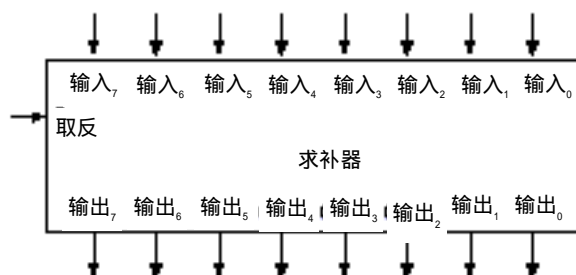 输入₇ 输入₆ 输入₅ 输入₄ 输入₃ 输入₂ 输入₁ 输入₀
取反
求补器
输出₇ 输出₆ 输出₅ 输出₄ 输出₃ 输出₂ 输出₁ 输出₀